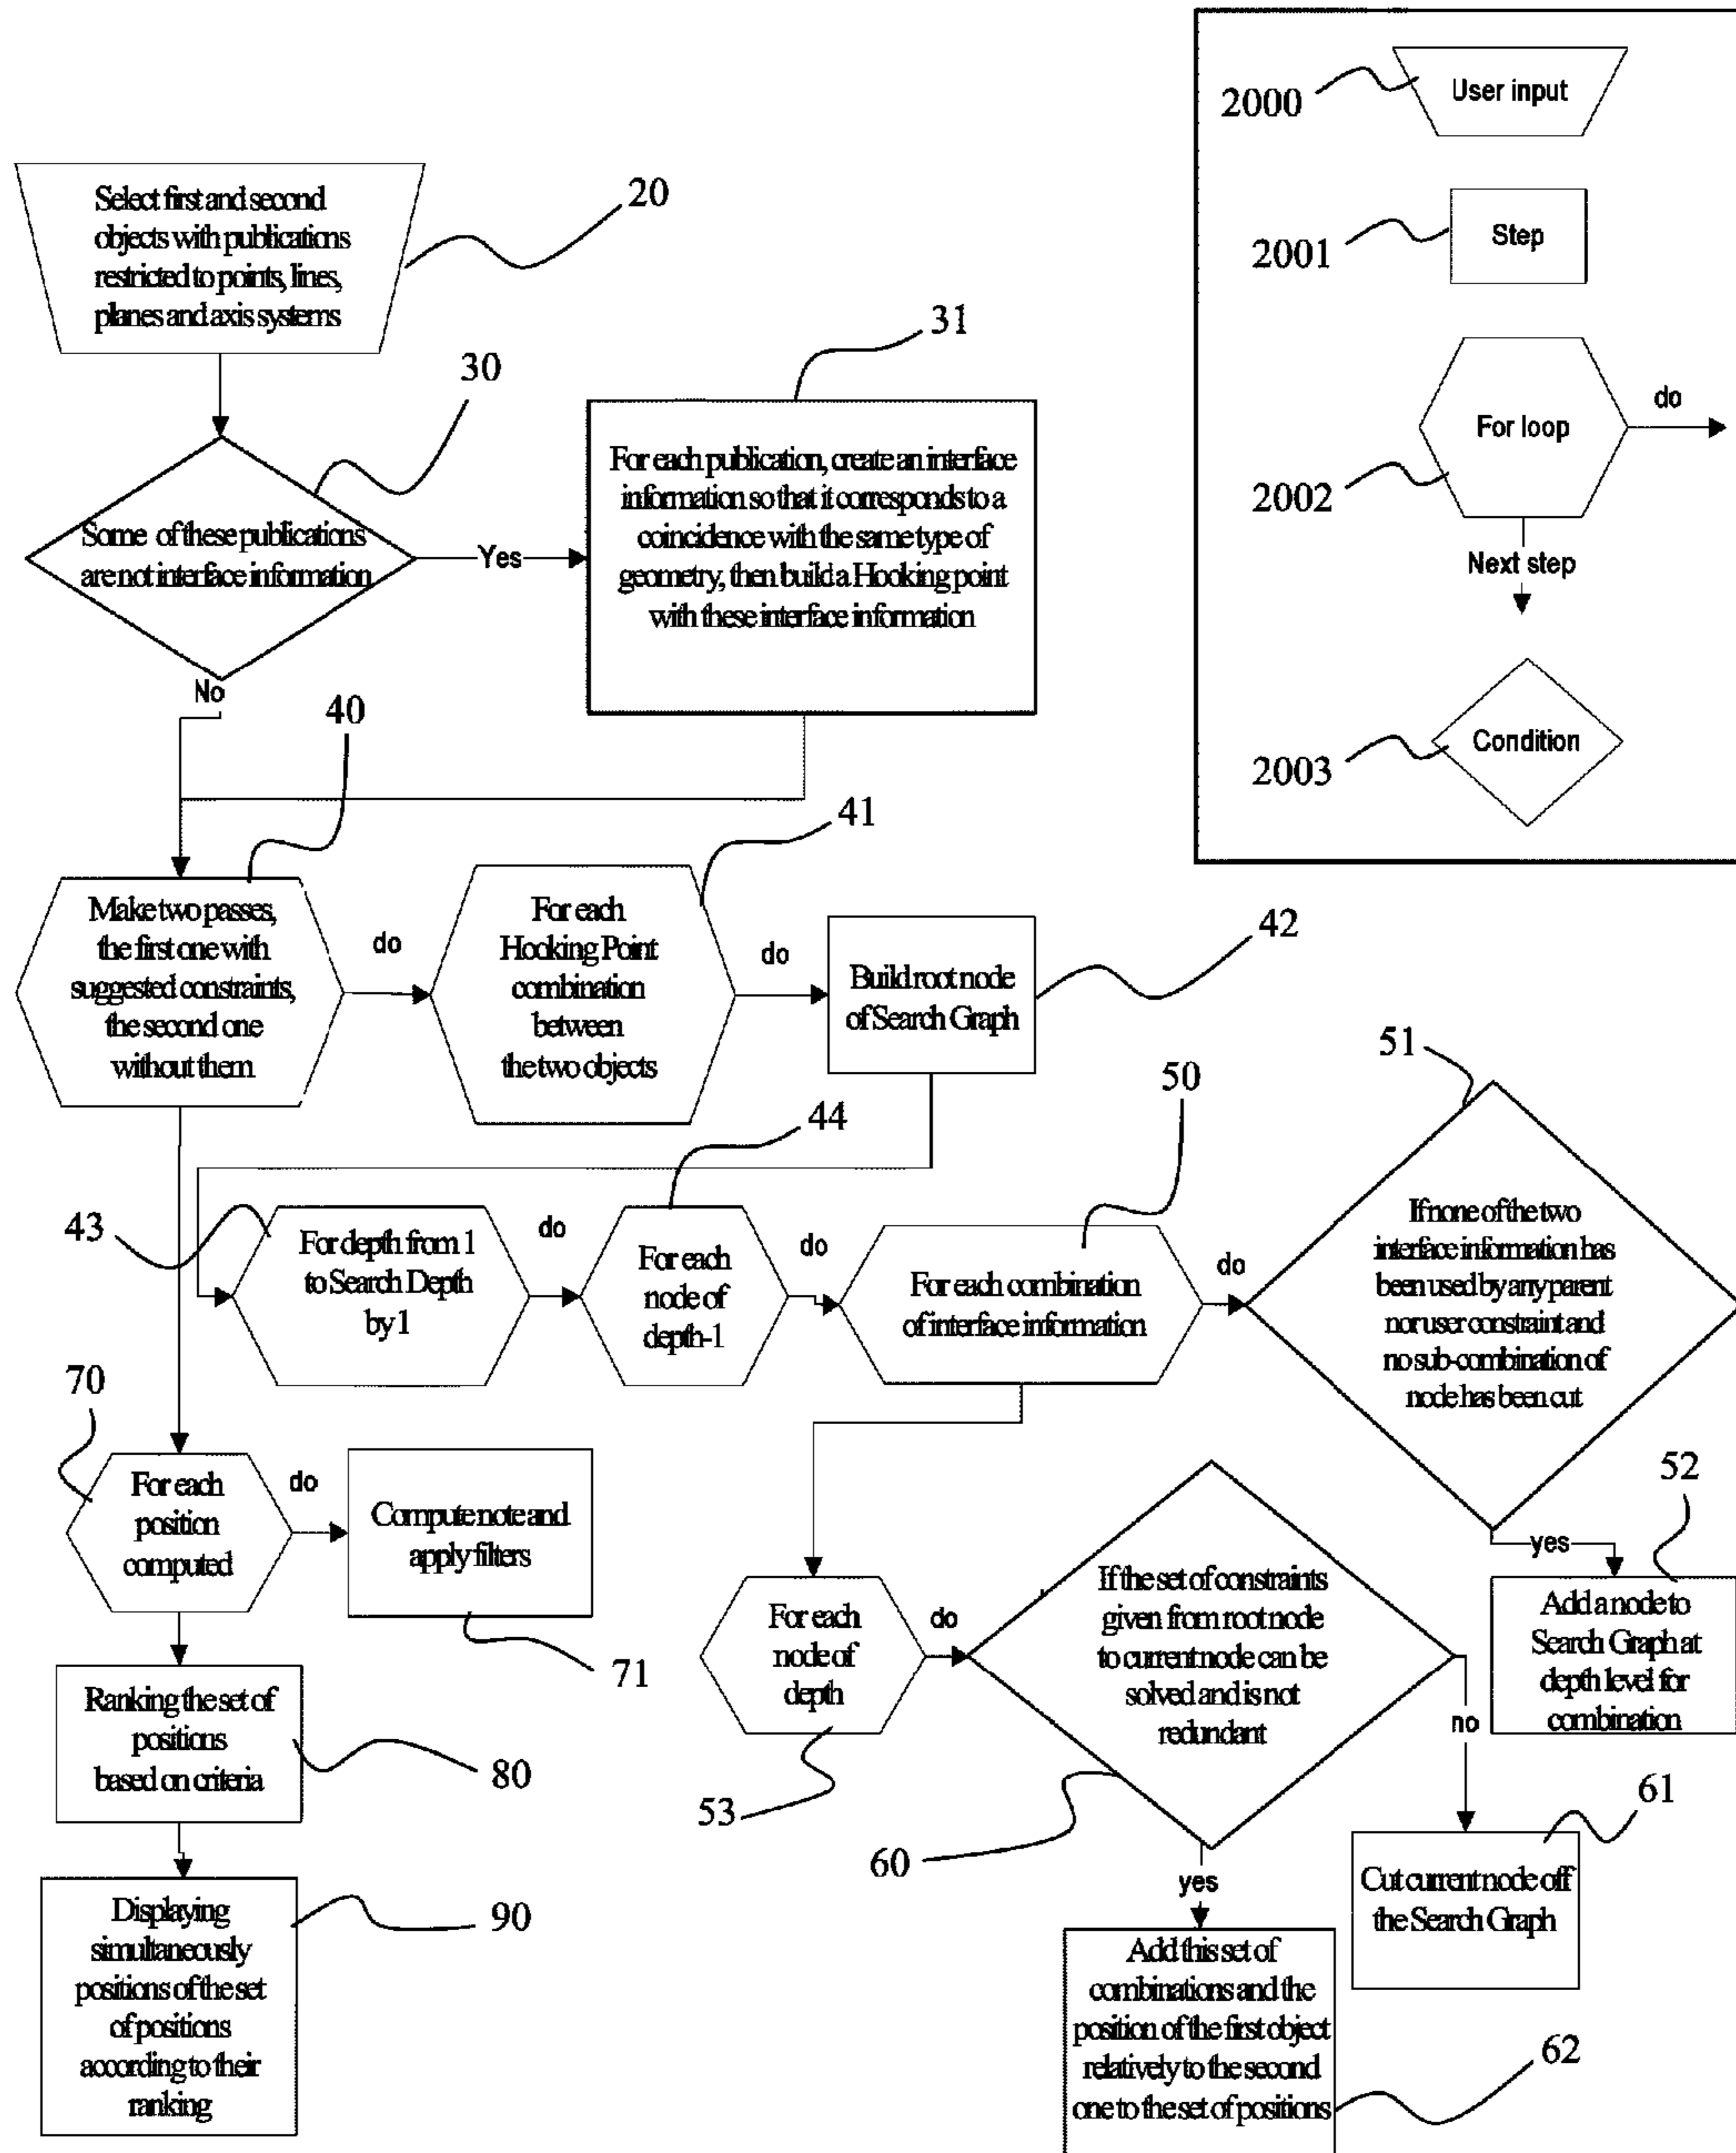 2000
User input
Select first and second
objects with publications
restricted to points, lines,
planes and axis systems
20
2001
Step
30
31
2002
For loop
do
Next step
Some of these publications
are not interface information
Yes
No
For each publication, create an interface
information so that it corresponds to a
coincidence with the same type of
geometry, then build a Hooking point
with these interface information
2003
Condition
40
Make two passes,
the first one with
suggested constraints,
the second one
without them
do
41
For each
Hooking Point
combination
between
the two objects
do
42
Build root node
of Search Graph
43
For depth from 1
to Search Depth
by 1
do
44
For each
node of
depth-1
do
50
For each combination
of interface information
do
51
If none of the two
interface information has
been used by any parent
nor user constraint and
no sub-combination of
node has been cut
yes
52
Add a node to
Search Graph at
depth level for
combination
70
For each
position
computed
do
Compute note and
apply filters
71
53
For each
node of
depth
do
60
If the set of constraints
given from root node
to current node can be
solved and is not
redundant
no
yes
61
Cut current node off
the Search Graph
62
Add this set of
combinations and the
position of the first object
relatively to the second
one to the set of positions
Ranking the set of
positions
based on criteria
80
Displaying
simultaneously
positions of the set
of positions
according to their
ranking
90